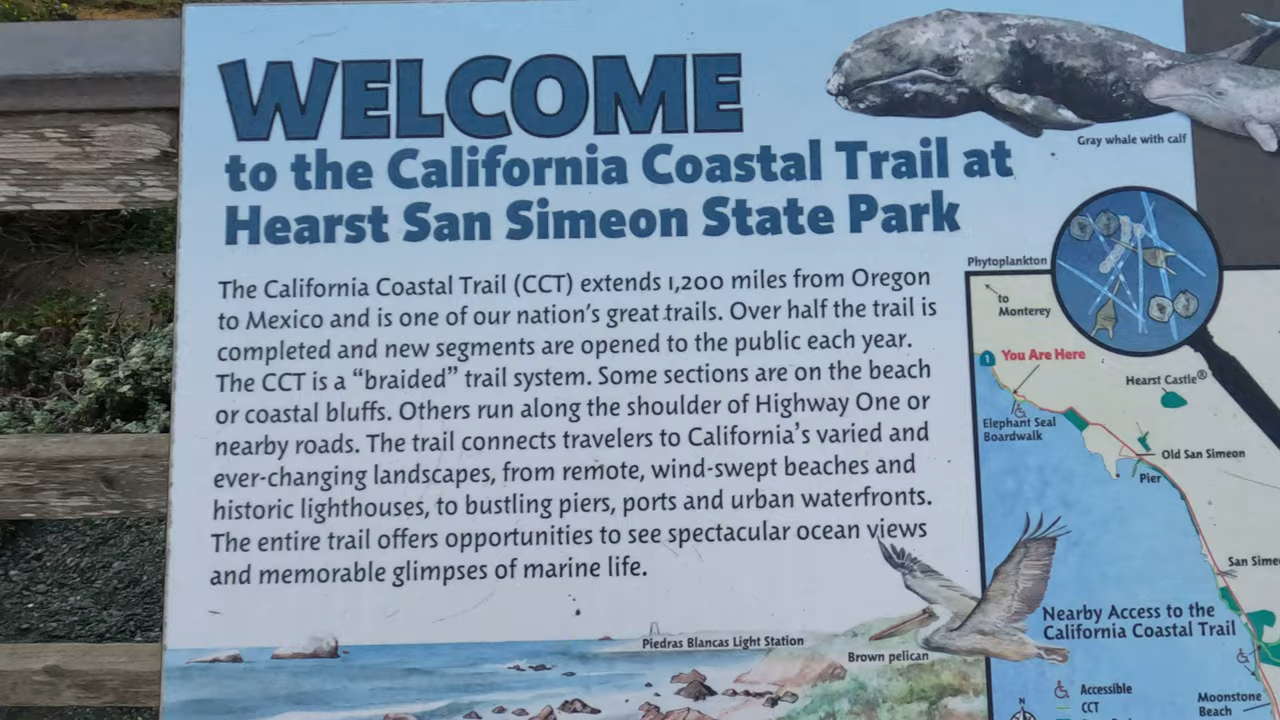 WELCOME
to the California Coastal Trail at
Hearst San Simeon State Park
The California Coastal Trail (CCT) extends 1,200 miles from Oregon
to Mexico and is one of our nation's great trails. Over half the trail is
completed and new segments are opened to the public each year.
The CCT is a “braided” trail system. Some sections are on the beach
or coastal bluffs. Others run along the shoulder of Highway One or
nearby roads. The trail connects travelers to California's varied and
ever-changing landscapes, from remote, wind-swept beaches and
historic lighthouses, to bustling piers, ports and urban waterfronts.
The entire trail offers opportunities to see spectacular ocean views
and memorable glimpses of marine life.
Gray whale with calf
Phytoplankton
to
Monterey
1
You Are Here
Hearst Castle®
Elephant Seal
Boardwalk
Old San Simeon
Pier
San Sime
Nearby Access to the
California Coastal Trail
Piedras Blancas Light Station
Brown pelican
Accessible
CCT
N
Moonstone
Beach